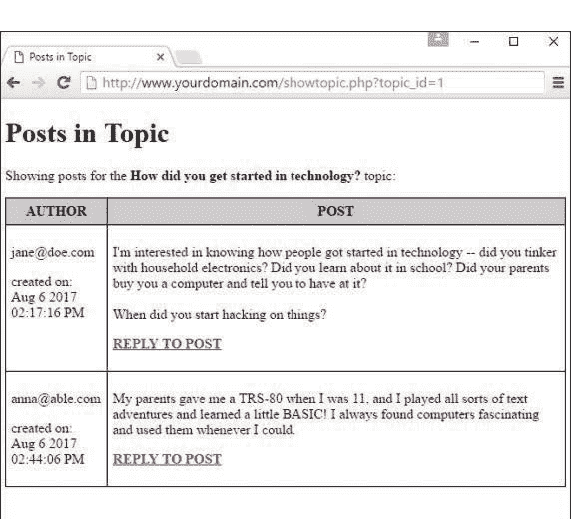 Posts in Topic
http://www.yourdomain.com/showtopic.php?topic_id=1
Posts in Topic
Showing posts for the How did you get started in technology? topic:
AUTHOR POST
jane@doe.com
created on:
Aug 6 2017
02:17:16 PM
I'm interested in knowing how people got started in technology -- did you tinker
with household electronics? Did you learn about it in school? Did your parents
buy you a computer and tell you to have at it?
When did you start hacking on things?
REPLY TO POST
anna@able.com
created on:
Aug 6 2017
02:44:06 PM
My parents gave me a TRS-80 when I was 11, and I played all sorts of text
adventures and learned a little BASIC! I always found computers fascinating
and used them whenever I could.
REPLY TO POST